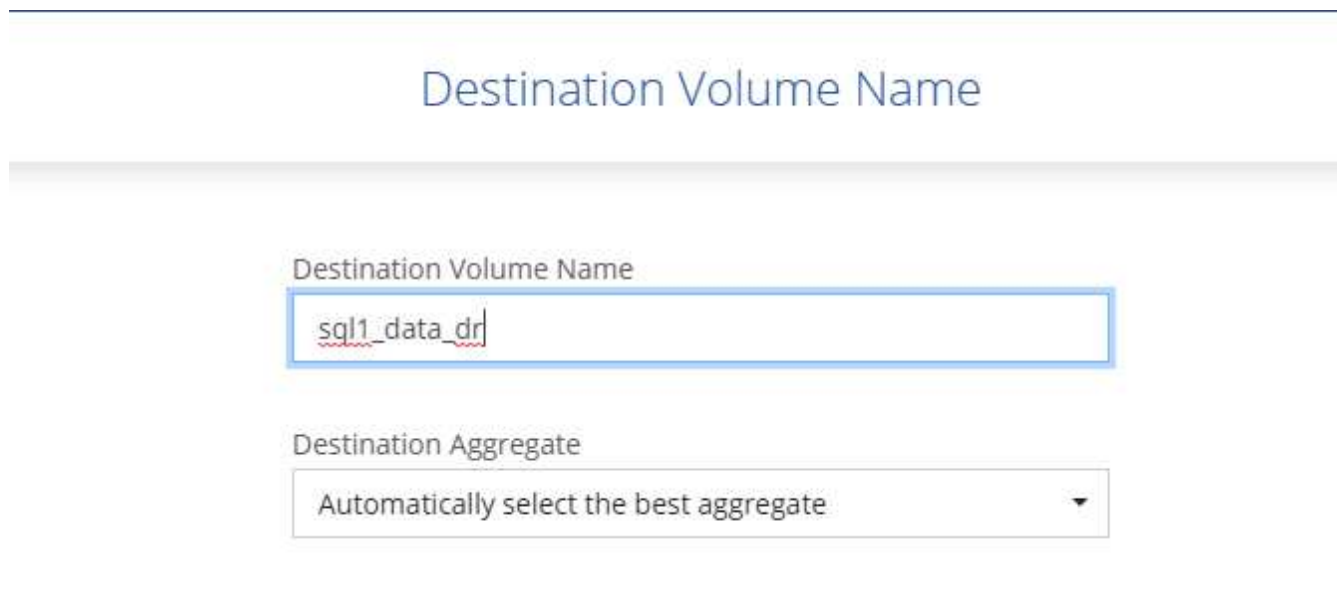 Destination Volume Name
Destination Volume Name
sql1_data_dr
Destination Aggregate
Automatically select the best aggregate